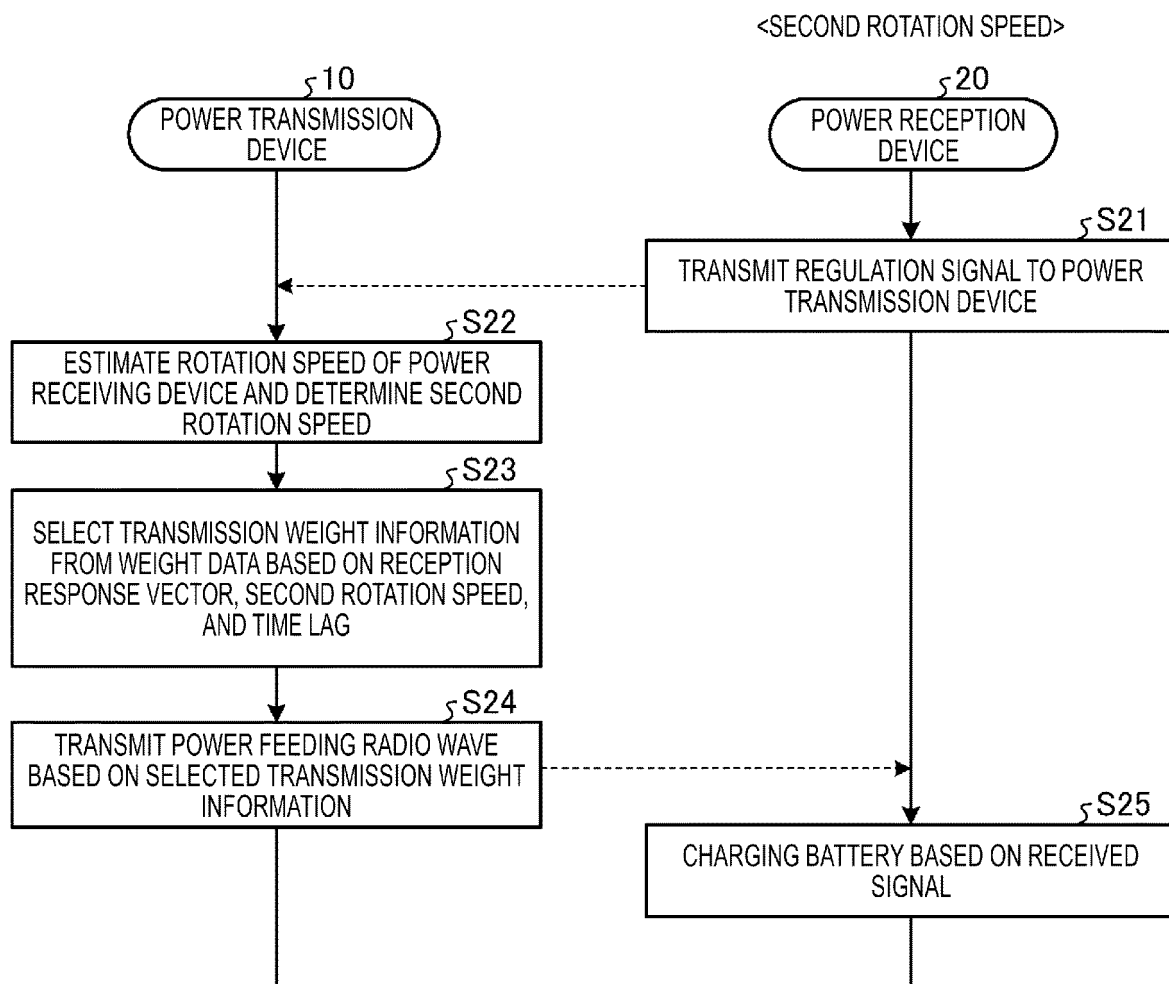 <SECOND ROTATION SPEED>
10
POWER TRANSMISSION
DEVICE
20
POWER RECEPTION
DEVICE
S21
TRANSMIT REGULATION SIGNAL TO POWER
TRANSMISSION DEVICE
S22
ESTIMATE ROTATION SPEED OF POWER
RECEIVING DEVICE AND DETERMINE SECOND
ROTATION SPEED
S23
SELECT TRANSMISSION WEIGHT INFORMATION
FROM WEIGHT DATA BASED ON RECEPTION
RESPONSE VECTOR, SECOND ROTATION SPEED,
AND TIME LAG
S24
TRANSMIT POWER FEEDING RADIO WAVE
BASED ON SELECTED TRANSMISSION WEIGHT
INFORMATION
S25
CHARGING BATTERY BASED ON RECEIVED
SIGNAL